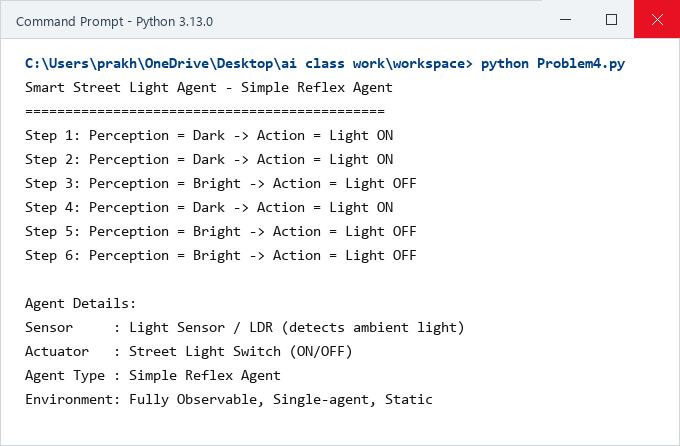 Command Prompt - Python 3.13.0
C:\Users\prakh\OneDrive\Desktop\ai class work\workspace> python Problem4.py
Smart Street Light Agent - Simple Reflex Agent
=============================================
Step 1: Perception = Dark -> Action = Light ON
Step 2: Perception = Dark -> Action = Light ON
Step 3: Perception = Bright -> Action = Light OFF
Step 4: Perception = Dark -> Action = Light ON
Step 5: Perception = Bright -> Action = Light OFF
Step 6: Perception = Bright -> Action = Light OFF
Agent Details:
Sensor     : Light Sensor / LDR (detects ambient light)
Actuator   : Street Light Switch (ON/OFF)
Agent Type : Simple Reflex Agent
Environment: Fully Observable, Single-agent, Static